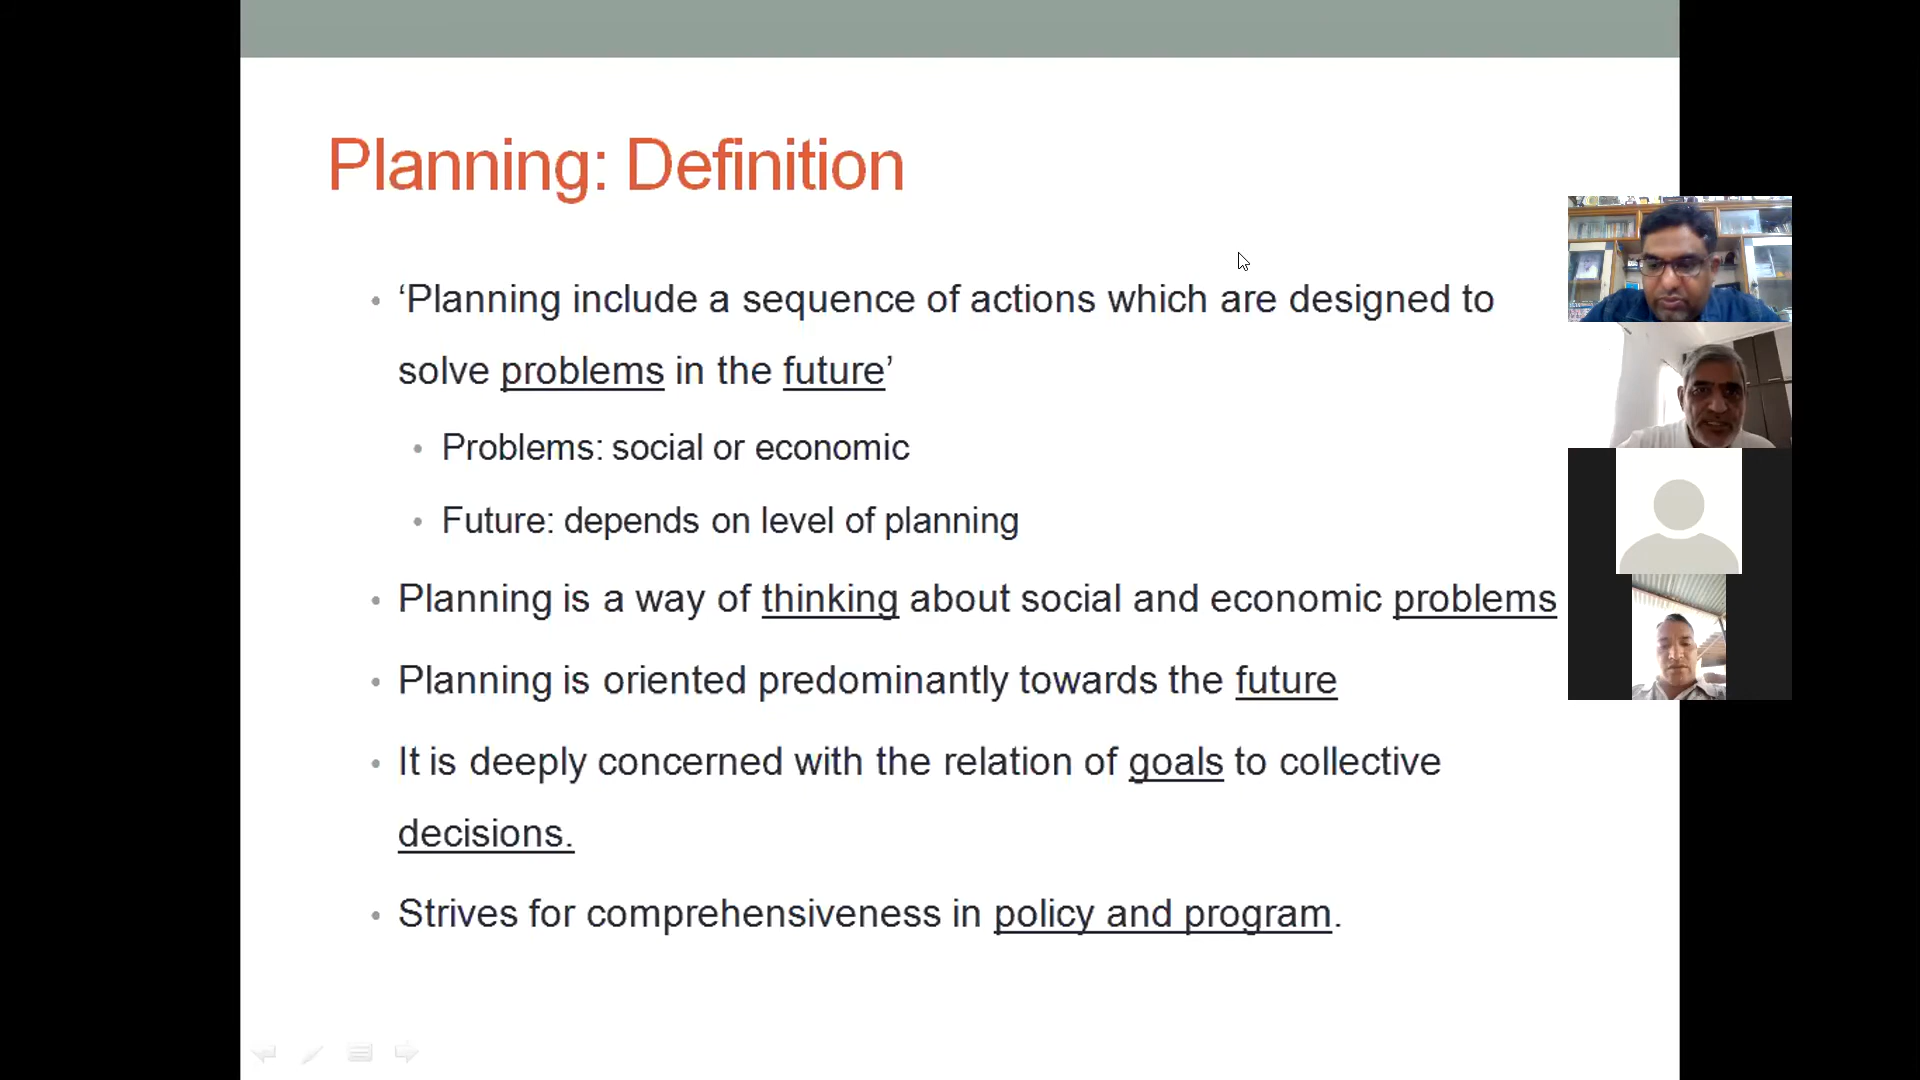 Planning: Definition
• ‘Planning include a sequence of actions which are designed to
solve problems in the future’
• Problems: social or economic
• Future: depends on level of planning
• Planning is a way of thinking about social and economic problems
• Planning is oriented predominantly towards the future
• It is deeply concerned with the relation of goals to collective
decisions.
• Strives for comprehensiveness in policy and program.